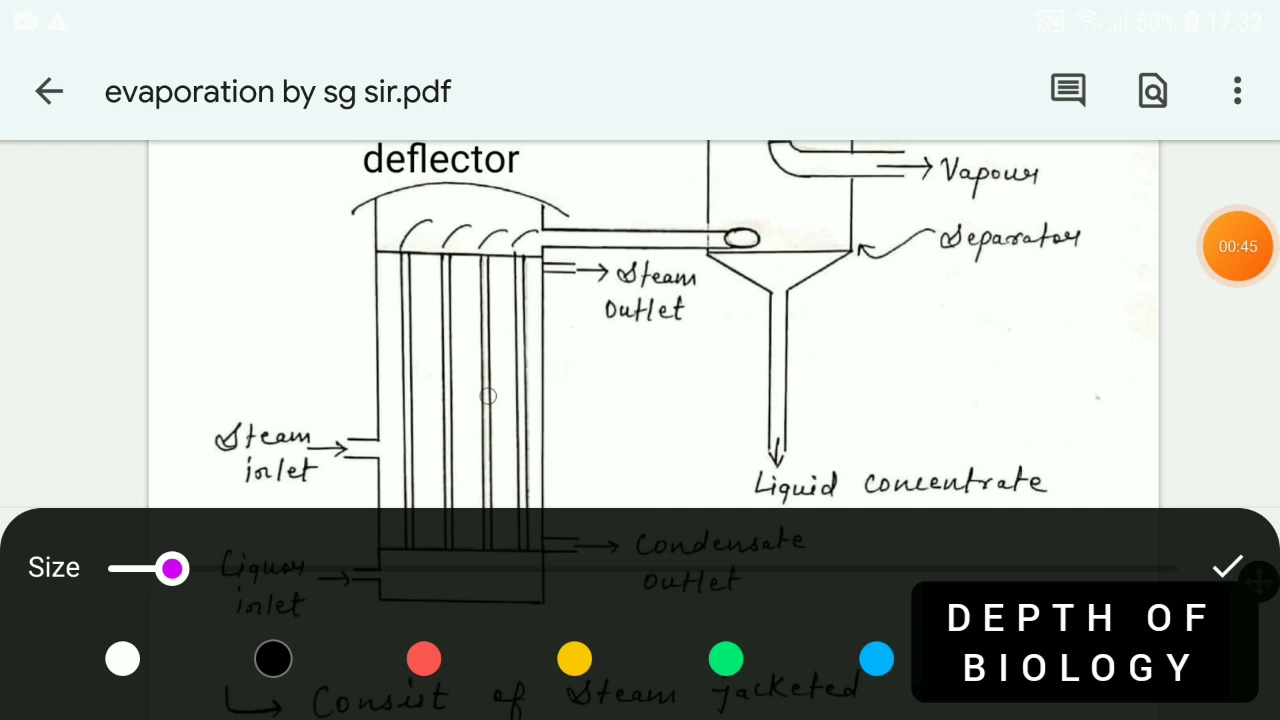 50% 17:32
evaporation by sg sir.pdf
deflector
Vapour
Separator
00:45
Steam
Outlet
Steam
inlet
Liquid concentrate
Size
Liquor
inlet
Condensate
outlet
DEPTH OF
BIOLOGY
↳ Consist of Steam jacketed